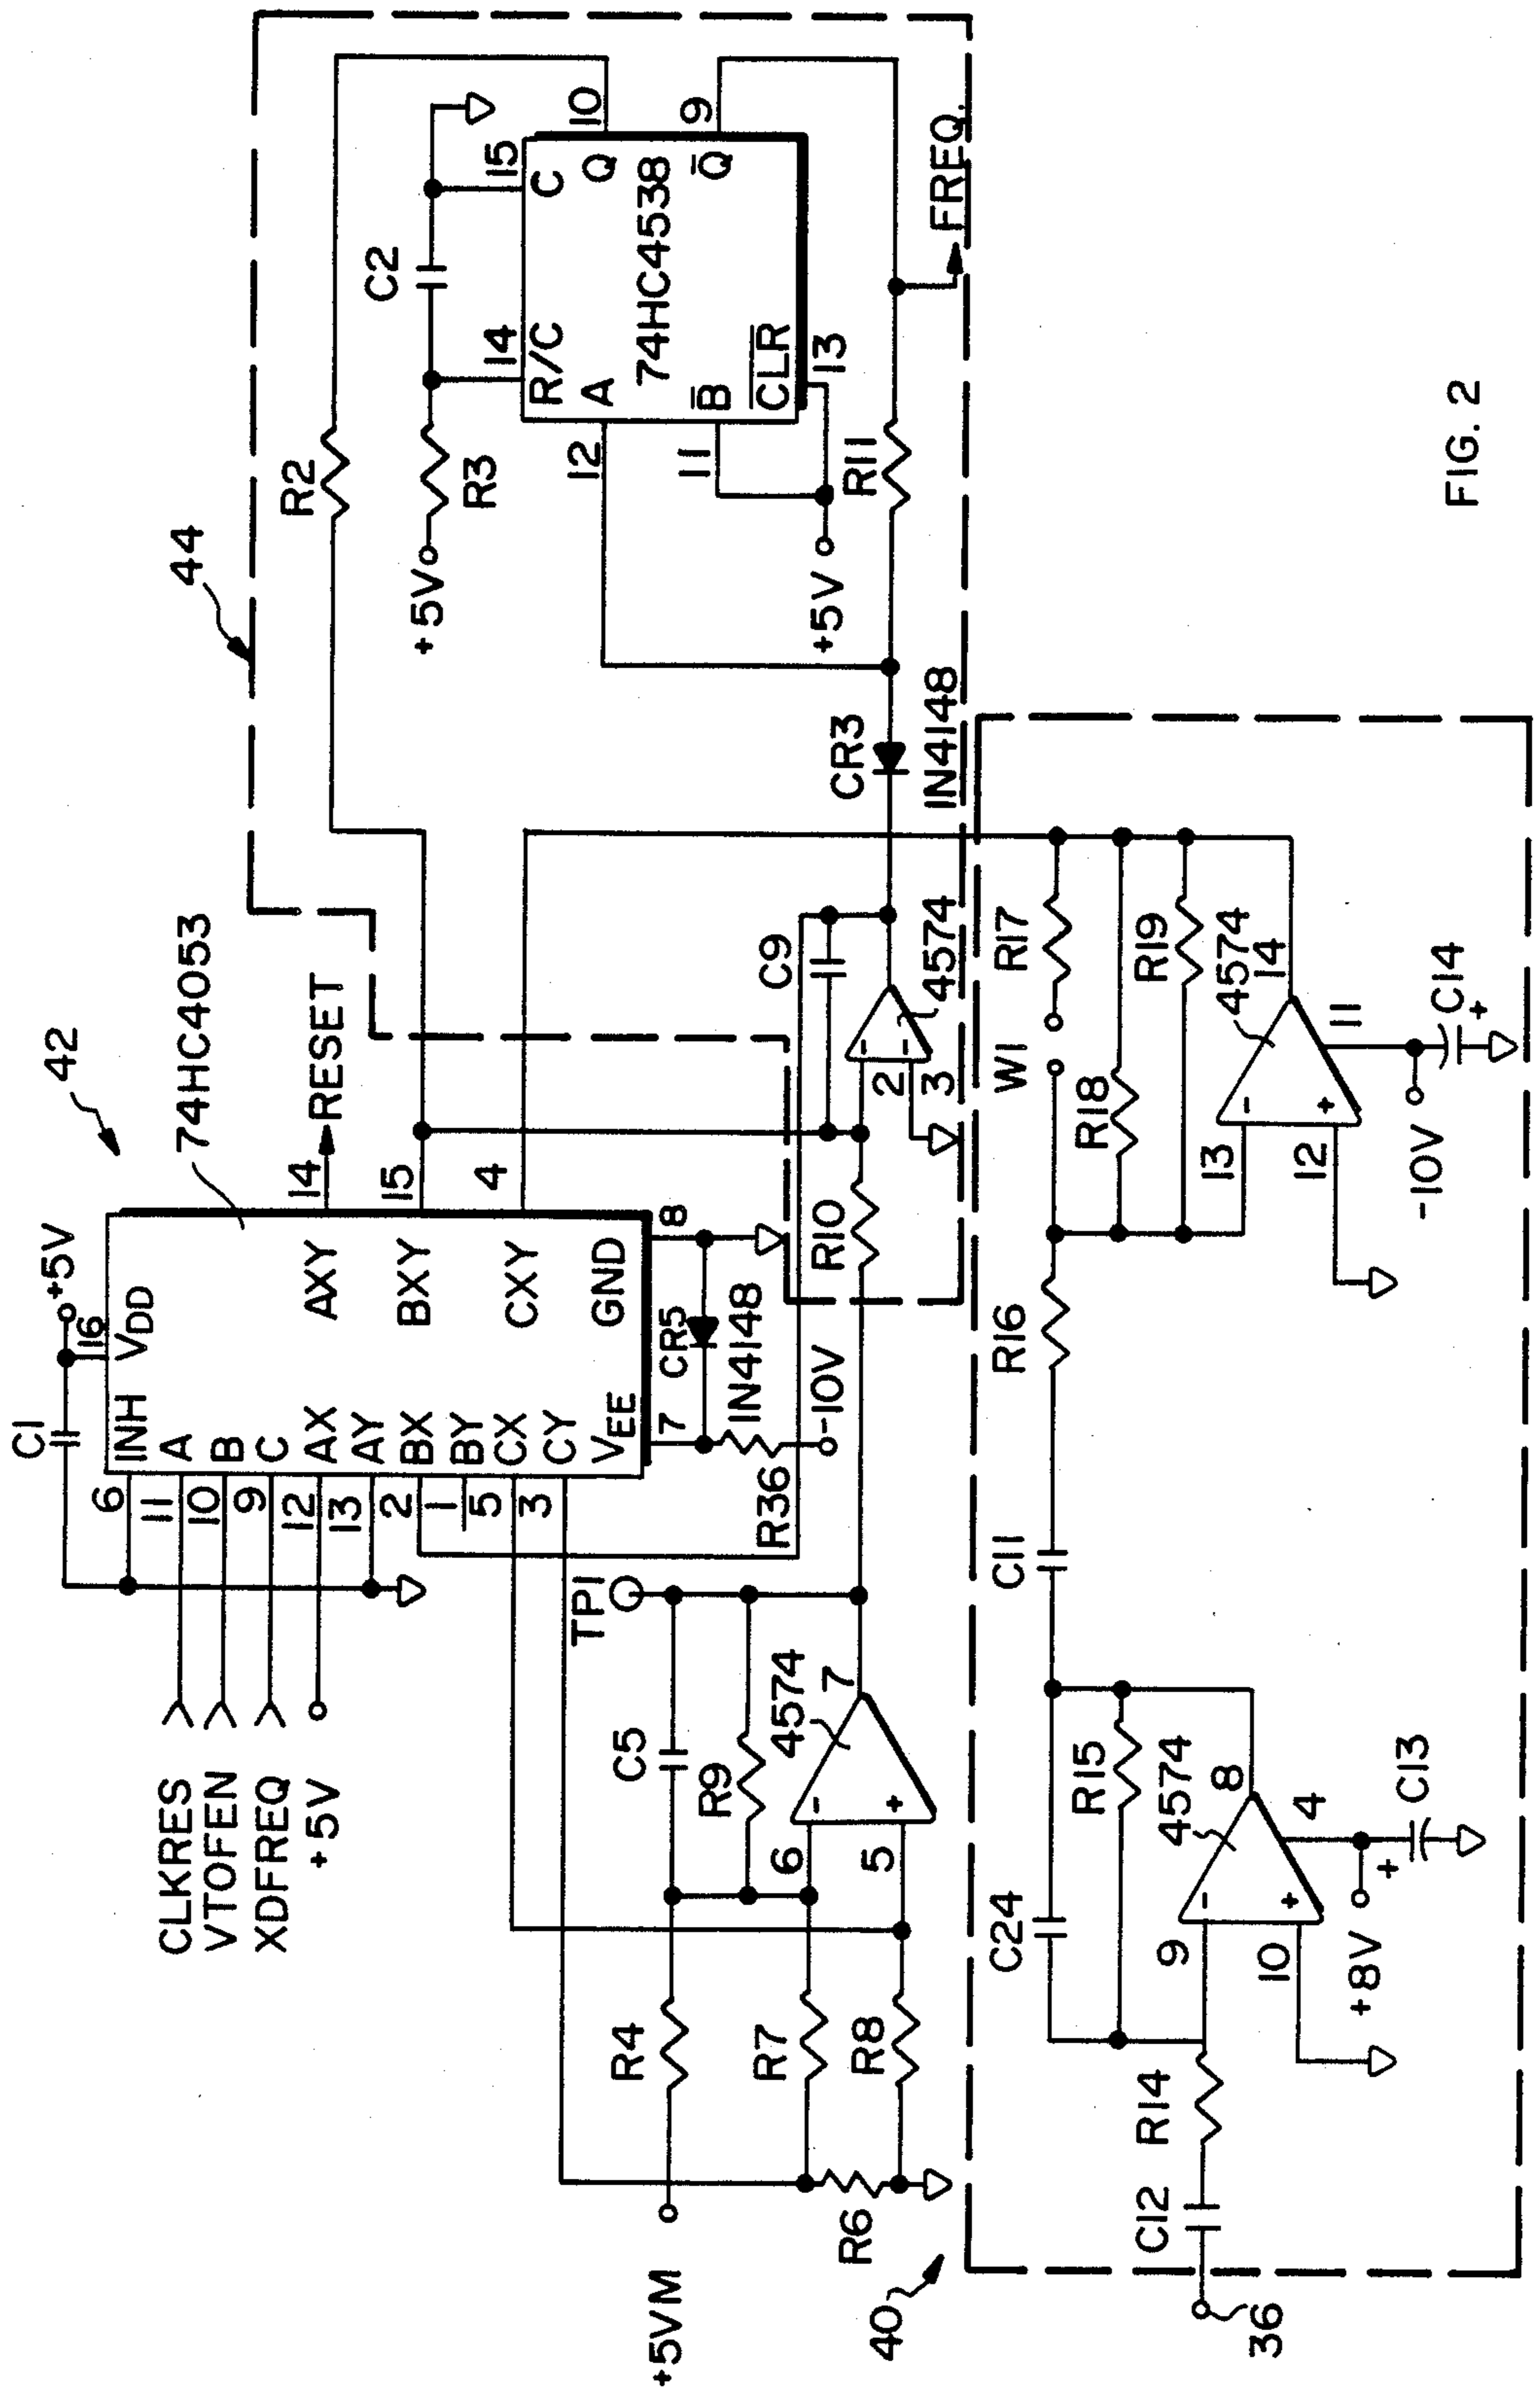 42
44
74HC4053
+5V
C1
16
VDD
INH
A
B
C
AX
AY
BX
BY
CX
CY
VEE
AXY
BXY
CXY
GND
6
11
10
9
12
13
2
1
5
3
14
RESET
15
4
8
7
CR5
IN4148
R36
-10V
CLKRES
VTOFEN
XDFREQ
+5V
R2
+5V
R3
C2
14
15
R/C
C
A
Q
74HC4538
B
Q
CLR
12
11
10
9
13
+5V
R11
FREQ.
CR3
IN4148
C9
4574
-
-
2
3
R10
TP1
C5
R9
4574
7
-
+
6
5
R4
R7
R8
R6
+5VM
40
36
C12
R14
C24
R15
4574
8
-
+
9
10
4
+8V
+
C13
C11
R16
W1
R17
R18
R19
4574
14
-
+
13
12
11
-10V
C14
+
FIG. 2